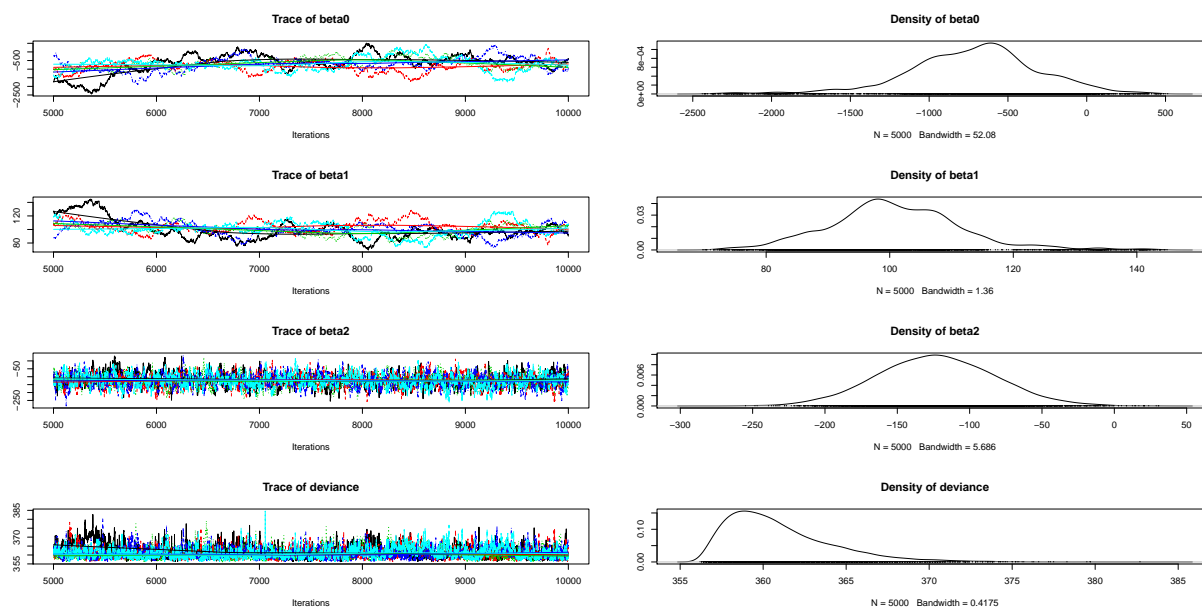 Trace of beta0
−2500 −500
5000 6000 7000 8000 9000 10000
Iterations
Density of beta0
0e+00 8e−04
−2500 −2000 −1500 −1000 −500 0 500
N = 5000 Bandwidth = 52.08
Trace of beta1
80 120
5000 6000 7000 8000 9000 10000
Iterations
Density of beta1
0.00 0.03
80 100 120 140
N = 5000 Bandwidth = 1.36
Trace of beta2
−250 −50
5000 6000 7000 8000 9000 10000
Iterations
Density of beta2
0.000 0.006
−300 −250 −200 −150 −100 −50 0 50
N = 5000 Bandwidth = 5.686
Trace of deviance
355 370 385
5000 6000 7000 8000 9000 10000
Iterations
Density of deviance
0.00 0.10
355 360 365 370 375 380 385
N = 5000 Bandwidth = 0.4175